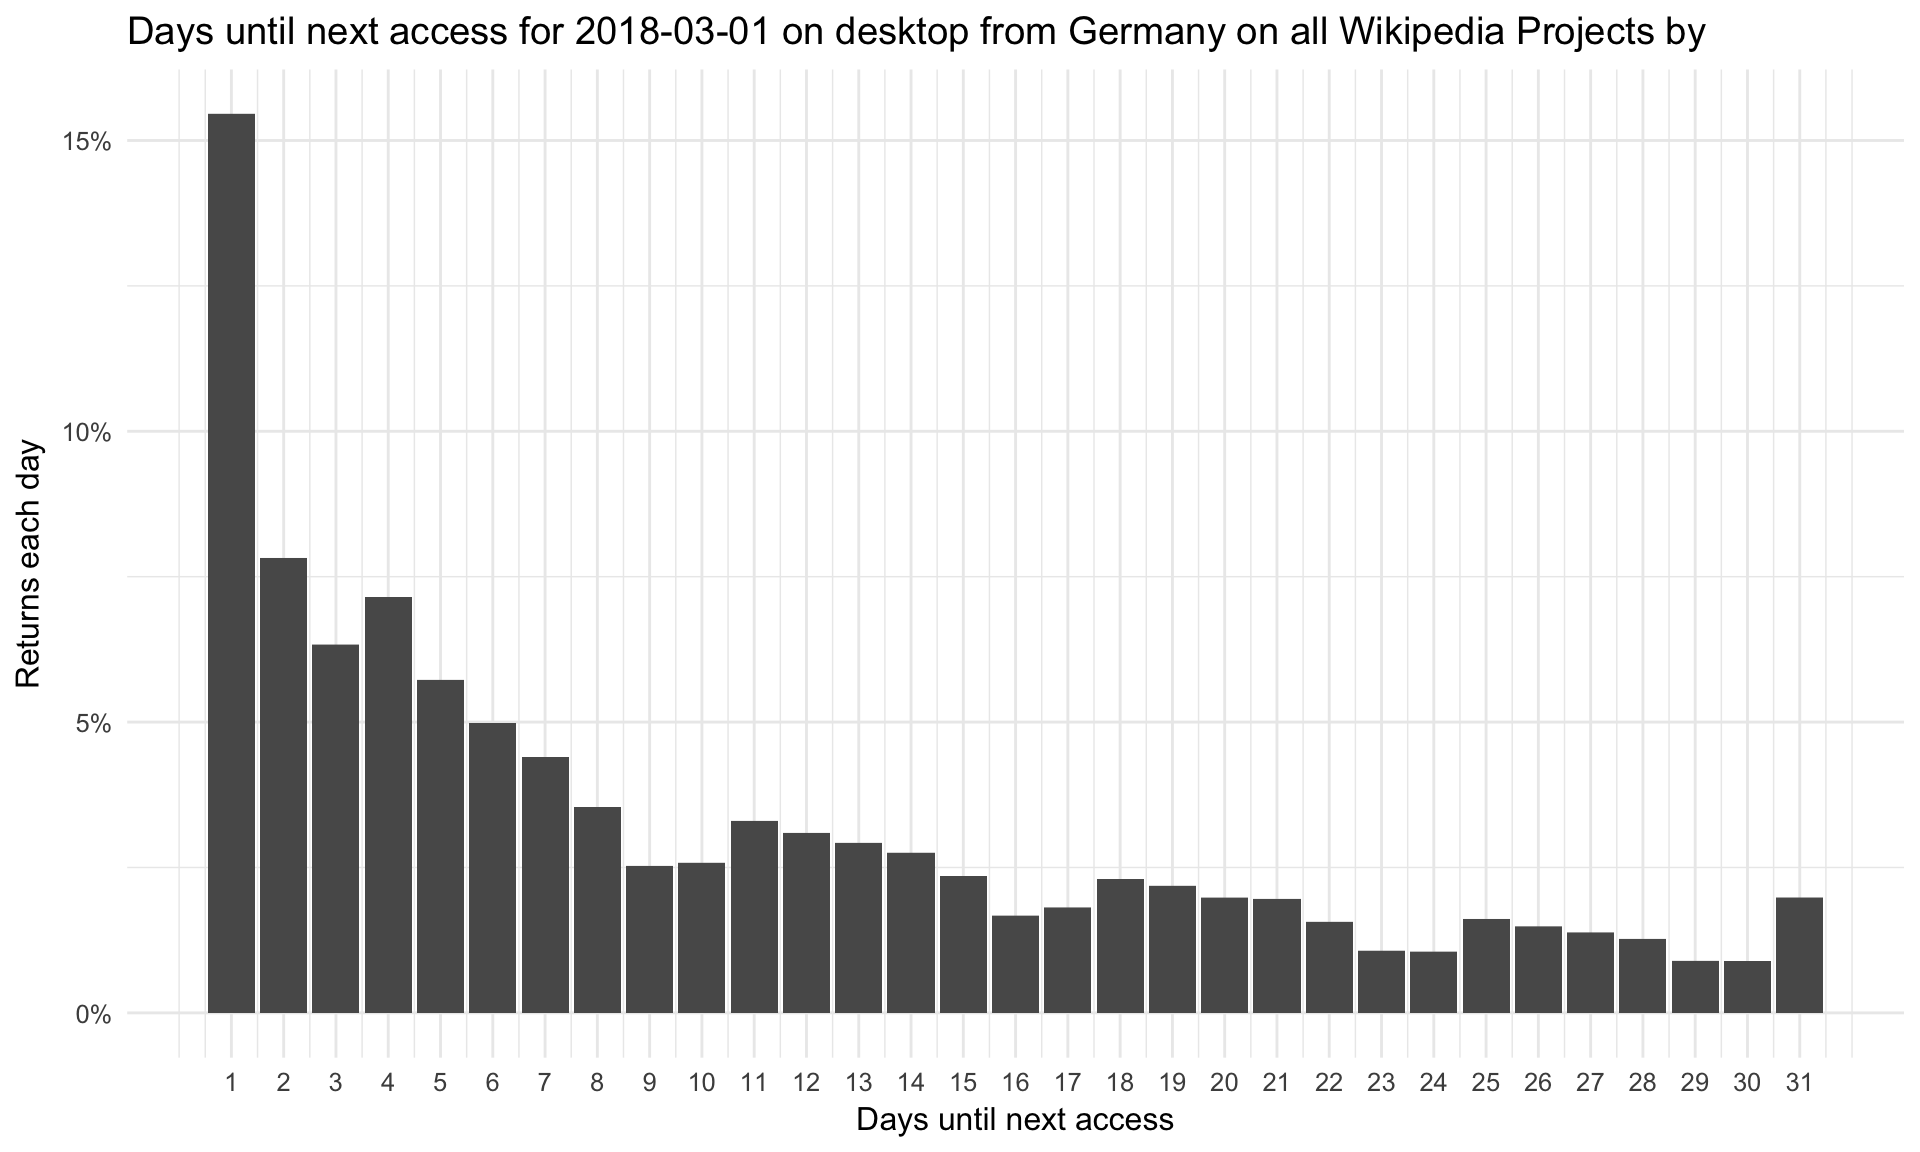 Days until next access for 2018-03-01 on desktop from Germany on all Wikipedia Projects by
15%
10%
5%
0%
Returns each day
1 2 3 4 5 6 7 8 9 10 11 12 13 14 15 16 17 18 19 20 21 22 23 24 25 26 27 28 29 30 31
Days until next access